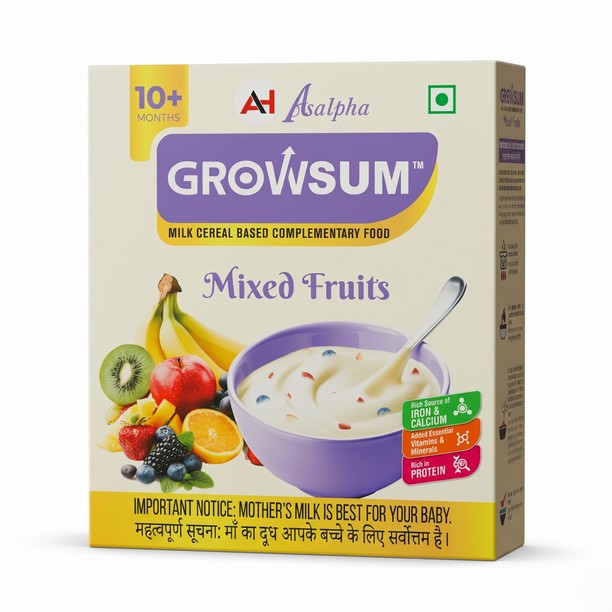 10+
MONTHS
AH Asalpha
GROWSUM™
MILK CEREAL BASED COMPLEMENTARY FOOD
Mixed Fruits
Rich Source of
IRON &
CALCIUM
Added Essential
Vitamins &
Minerals
Rich in
PROTEIN
IMPORTANT NOTICE: MOTHER'S MILK IS BEST FOR YOUR BABY.
महत्वपूर्ण सूचना: माँ का दूध आपके बच्चे के लिए सर्वोत्तम है।
GROWSUM
Mixed Fruits